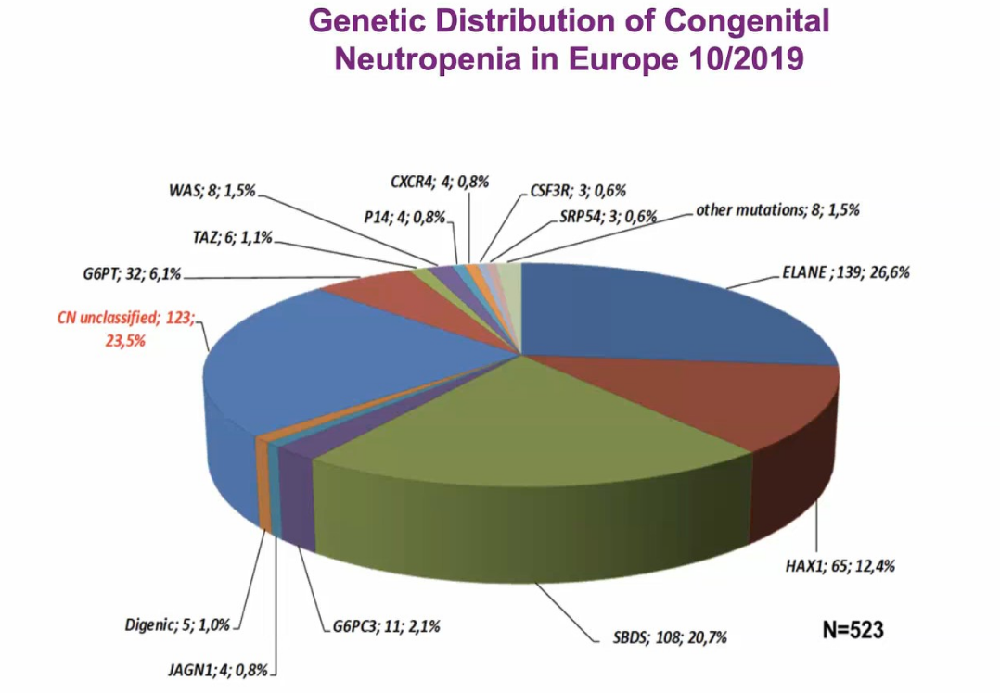 Genetic Distribution of Congenital
Neutropenia in Europe 10/2019
CXCR4; 4; 0,8%
WAS; 8; 1,5%
CSF3R; 3; 0,6%
P14; 4; 0,8%
SRP54; 3; 0,6%
other mutations; 8; 1,5%
TAZ; 6; 1,1%
G6PT; 32; 6,1%
ELANE ; 139; 26,6%
CN unclassified; 123;
23,5%
HAX1; 65; 12,4%
Digenic; 5; 1,0%
G6PC3; 11; 2,1%
SBDS; 108; 20,7%
N=523
JAGN1; 4; 0,8%